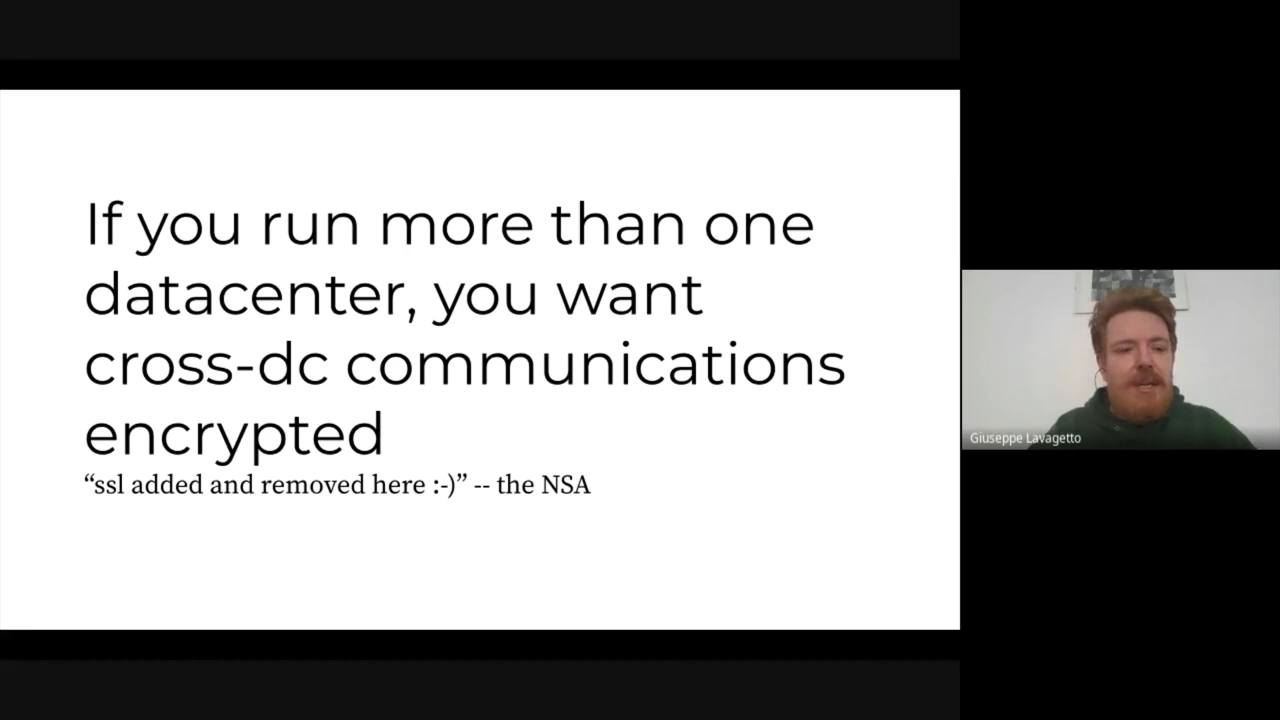 If you run more than one
datacenter, you want
cross-dc communications
encrypted
“ssl added and removed here :-)” -- the NSA
Giuseppe Lavagetto